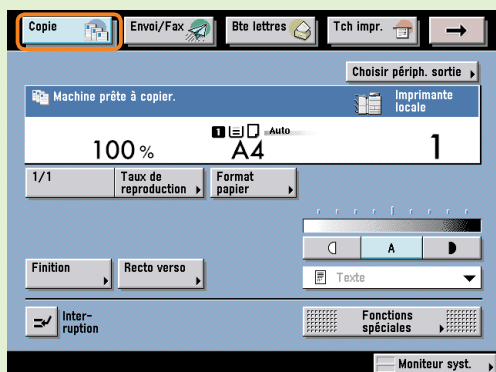 Copie
Envoi/Fax
Bte lettres
Tch impr.
Choisir périph. sortie
Machine prête à copier.
Imprimante
locale
100 %
1
Auto
A4
1
1/1
Taux de
reproduction
Format
papier
A
Finition
Recto verso
Texte
Inter-
ruption
Fonctions
spéciales
Moniteur syst.